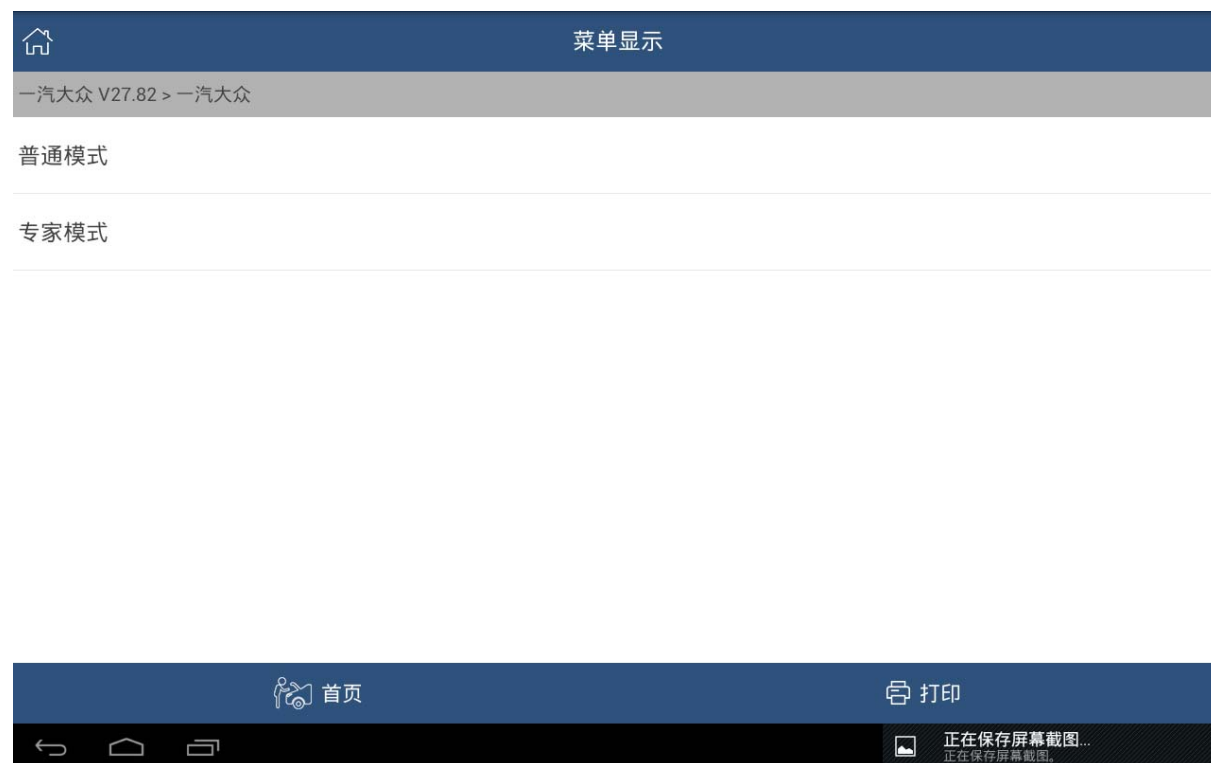 菜单显示
一汽大众 V27.82 > 一汽大众
普通模式
专家模式
首页
打印
正在保存屏幕截图...
正在保存屏幕截图。